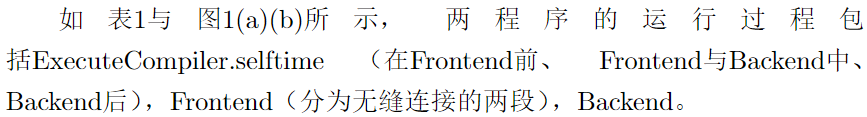 如表1与图1(a)(b)所示，两程序的运行过程包
括ExecuteCompiler.selftime（在Frontend前、Frontend与Backend中、
Backend后），Frontend（分为无缝连接的两段），Backend。